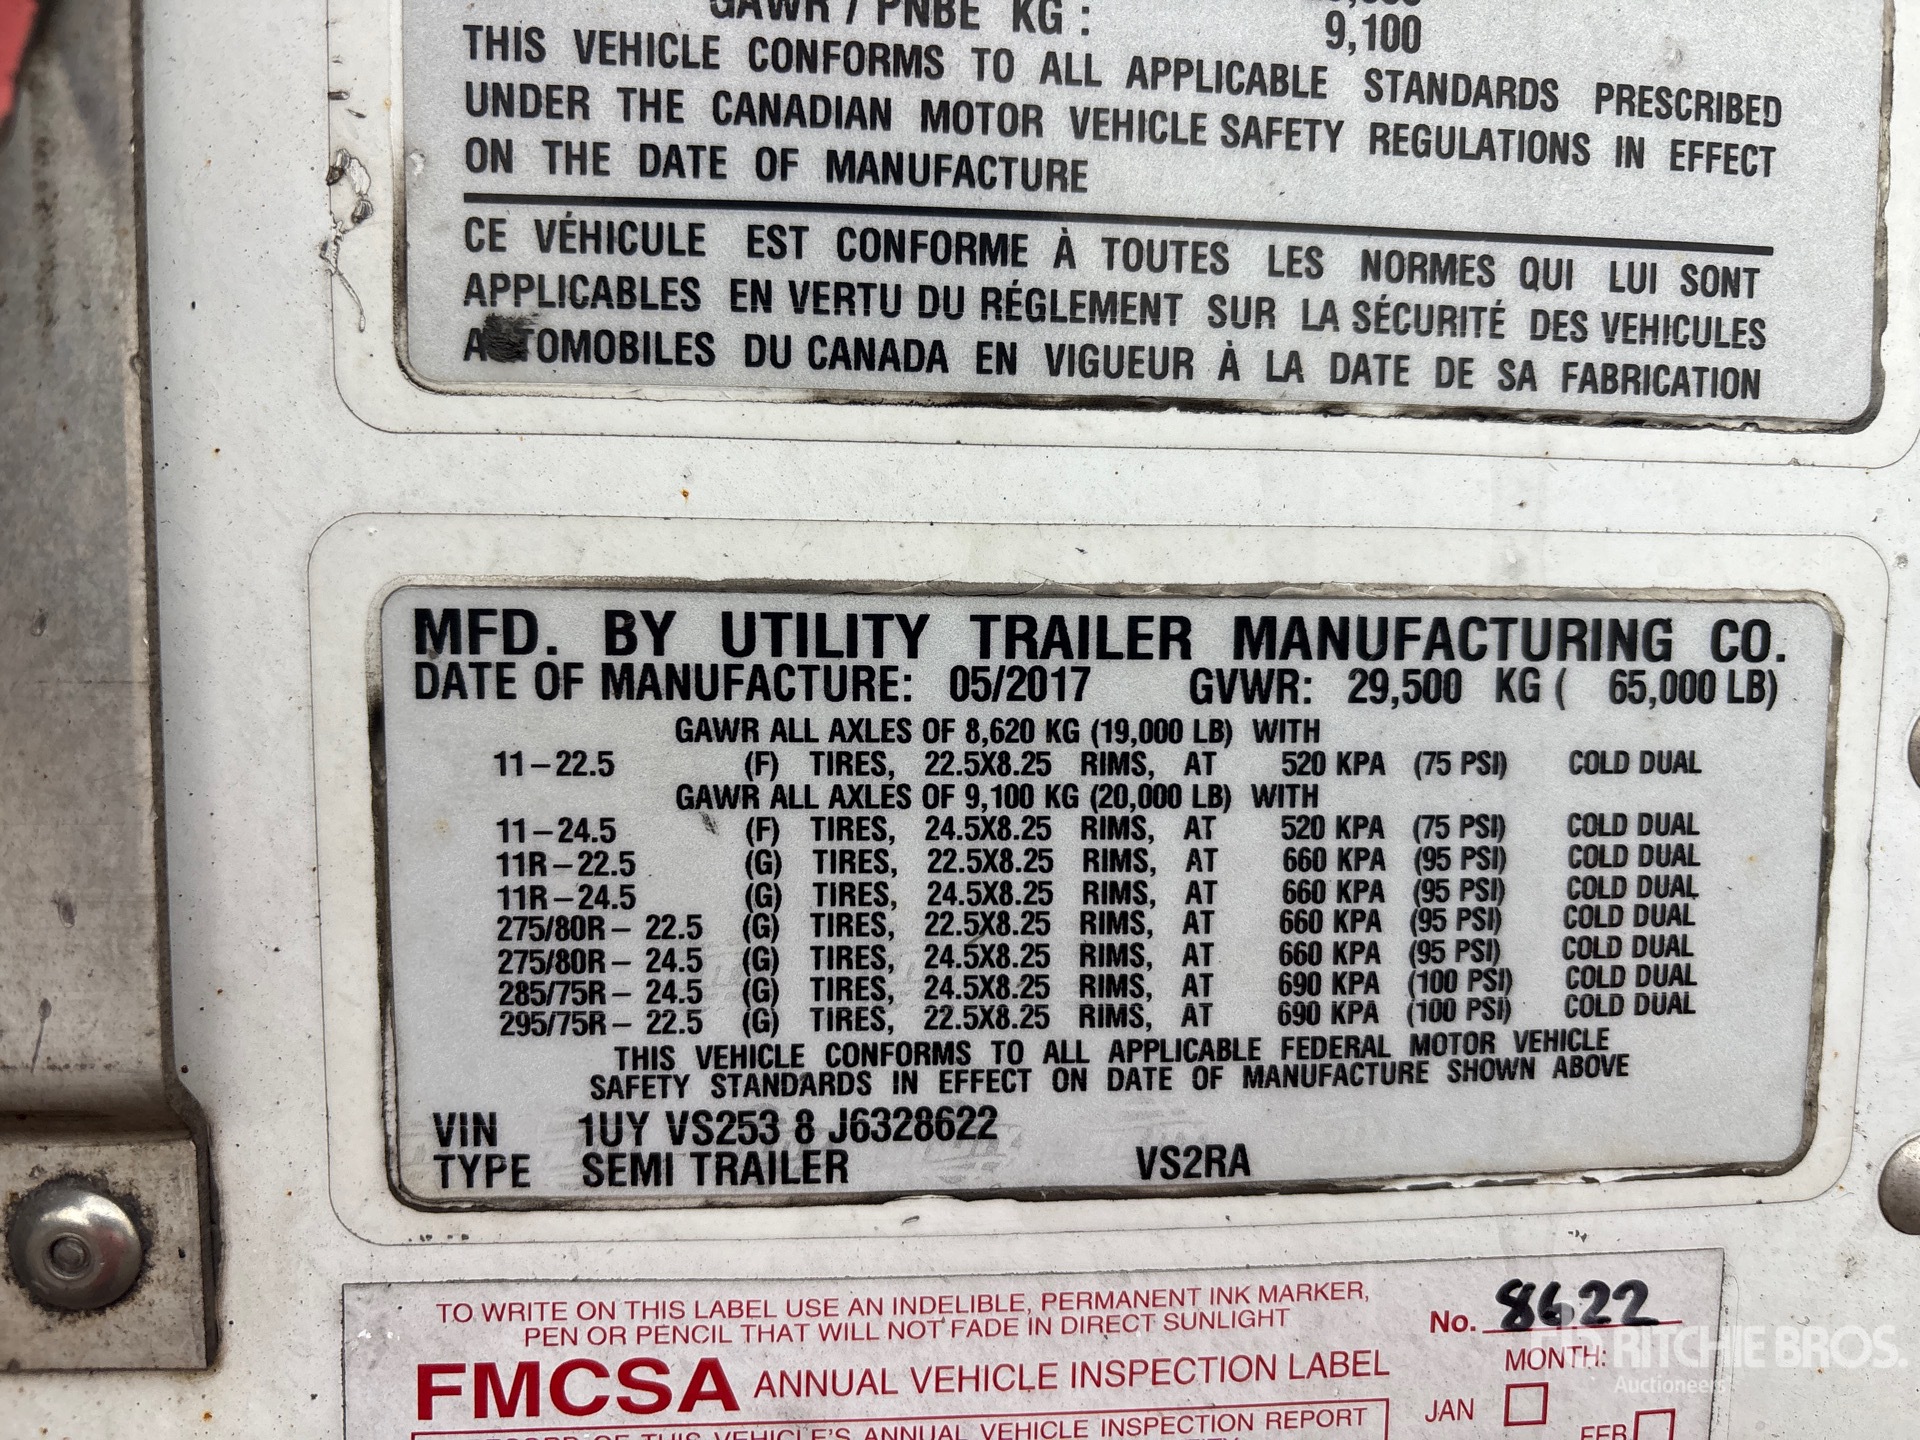 GAWR / PNBE KG :
9,100
THIS VEHICLE CONFORMS TO ALL APPLICABLE STANDARDS PRESCRIBED
UNDER THE CANADIAN MOTOR VEHICLE SAFETY REGULATIONS IN EFFECT
ON THE DATE OF MANUFACTURE
CE VÉHICULE EST CONFORME À TOUTES LES NORMES QUI LUI SONT
APPLICABLES EN VERTU DU RÉGLEMENT SUR LA SÉCURITÉ DES VEHICULES
AUTOMOBILES DU CANADA EN VIGUEUR À LA DATE DE SA FABRICATION
MFD. BY UTILITY TRAILER MANUFACTURING CO.
DATE OF MANUFACTURE: 05/2017 GVWR: 29,500 KG ( 65,000 LB)
GAWR ALL AXLES OF 8,620 KG (19,000 LB) WITH
11-22.5 (F) TIRES, 22.5X8.25 RIMS, AT 520 KPA (75 PSI) COLD DUAL
GAWR ALL AXLES OF 9,100 KG (20,000 LB) WITH
11-24.5 (F) TIRES, 24.5X8.25 RIMS, AT 520 KPA (75 PSI) COLD DUAL
11R-22.5 (G) TIRES, 22.5X8.25 RIMS, AT 660 KPA (95 PSI) COLD DUAL
11R-24.5 (G) TIRES, 24.5X8.25 RIMS, AT 660 KPA (95 PSI) COLD DUAL
275/80R- 22.5 (G) TIRES, 22.5X8.25 RIMS, AT 660 KPA (95 PSI) COLD DUAL
275/80R- 24.5 (G) TIRES, 24.5X8.25 RIMS, AT 660 KPA (95 PSI) COLD DUAL
285/75R- 24.5 (G) TIRES, 24.5X8.25 RIMS, AT 690 KPA (100 PSI) COLD DUAL
295/75R- 22.5 (G) TIRES, 22.5X8.25 RIMS, AT 690 KPA (100 PSI) COLD DUAL
THIS VEHICLE CONFORMS TO ALL APPLICABLE FEDERAL MOTOR VEHICLE
SAFETY STANDARDS IN EFFECT ON DATE OF MANUFACTURE SHOWN ABOVE
VIN 1UY VS253 8 J6328622
TYPE SEMI TRAILER VS2RA
TO WRITE ON THIS LABEL USE AN INDELIBLE, PERMANENT INK MARKER,
PEN OR PENCIL THAT WILL NOT FADE IN DIRECT SUNLIGHT
No. 8622
FMCSA ANNUAL VEHICLE INSPECTION LABEL
MONTH:
JAN
FEB
OF THIS VEHICLE'S ANNUAL VEHICLE INSPECTION REPORT
RITCHIE BROS.
Auctioneers